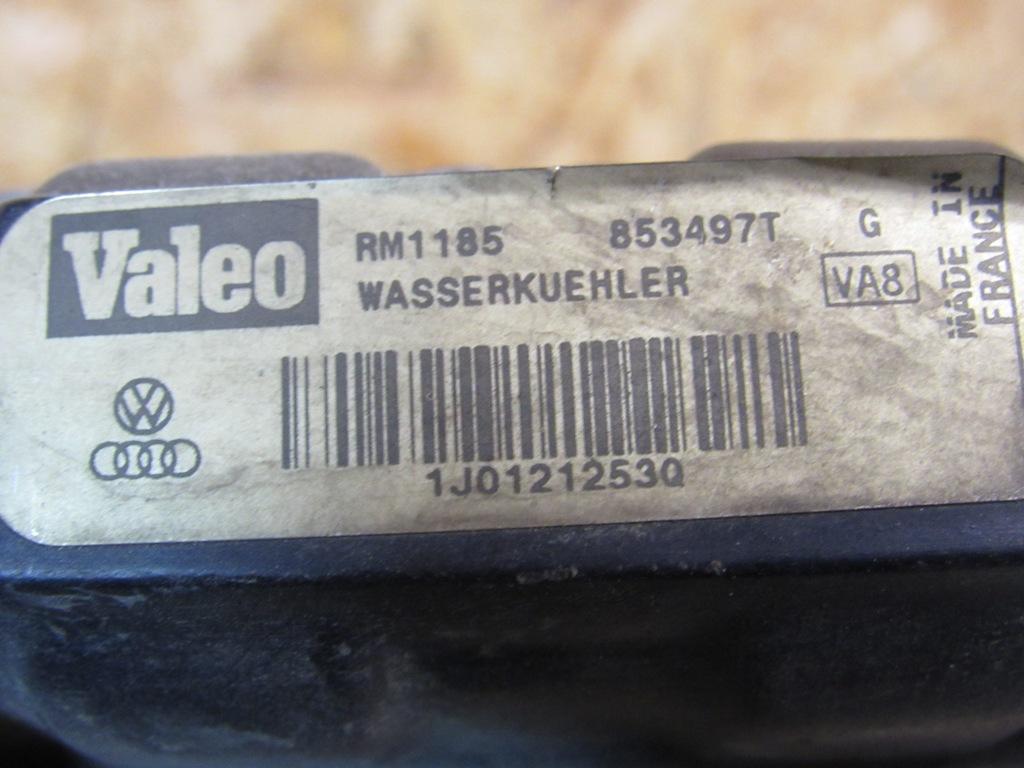 Valeo
RM1185 853497T G
WASSERKUEHLER VA8
MADE IN
FRANCE
1J0121253Q